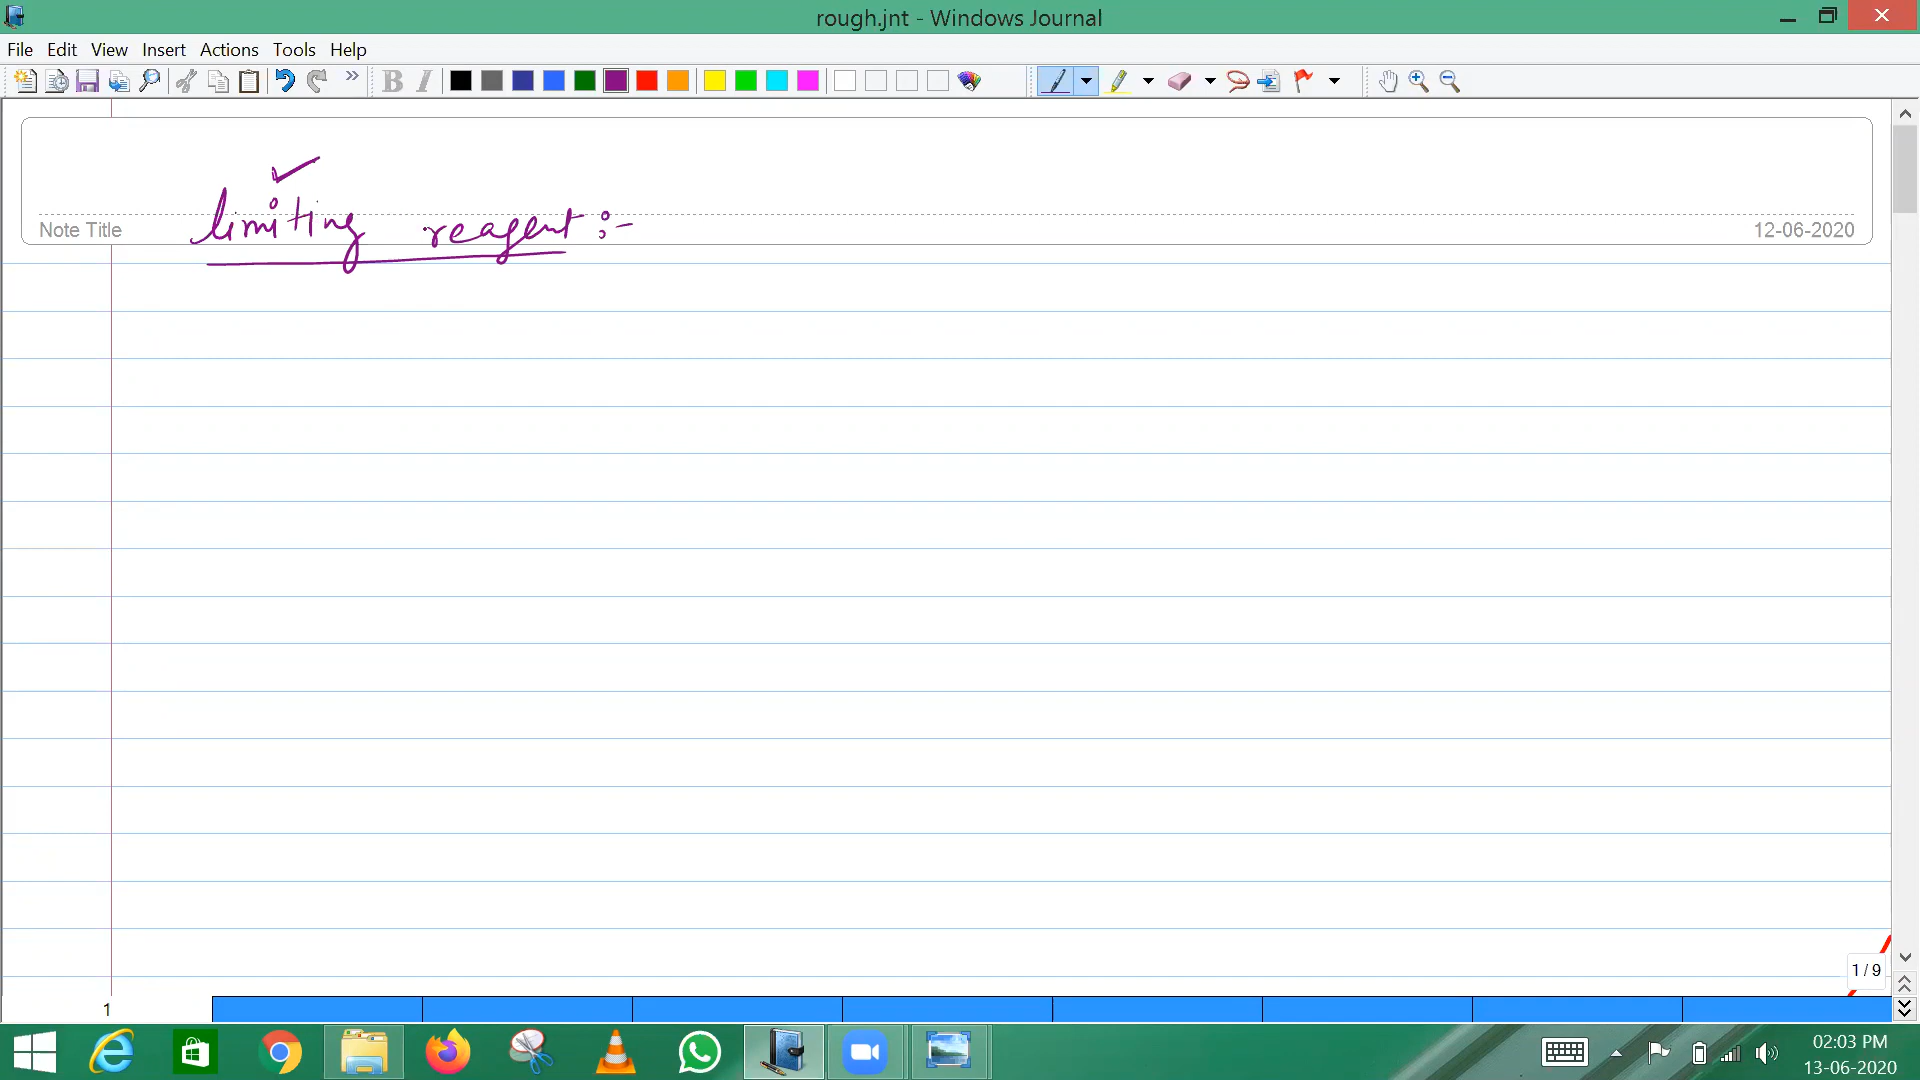 rough.jnt - Windows Journal
File Edit View Insert Actions Tools Help
B I
limiting reagent :-
Note Title
12-06-2020
1 / 9
1
02:03 PM
13-06-2020